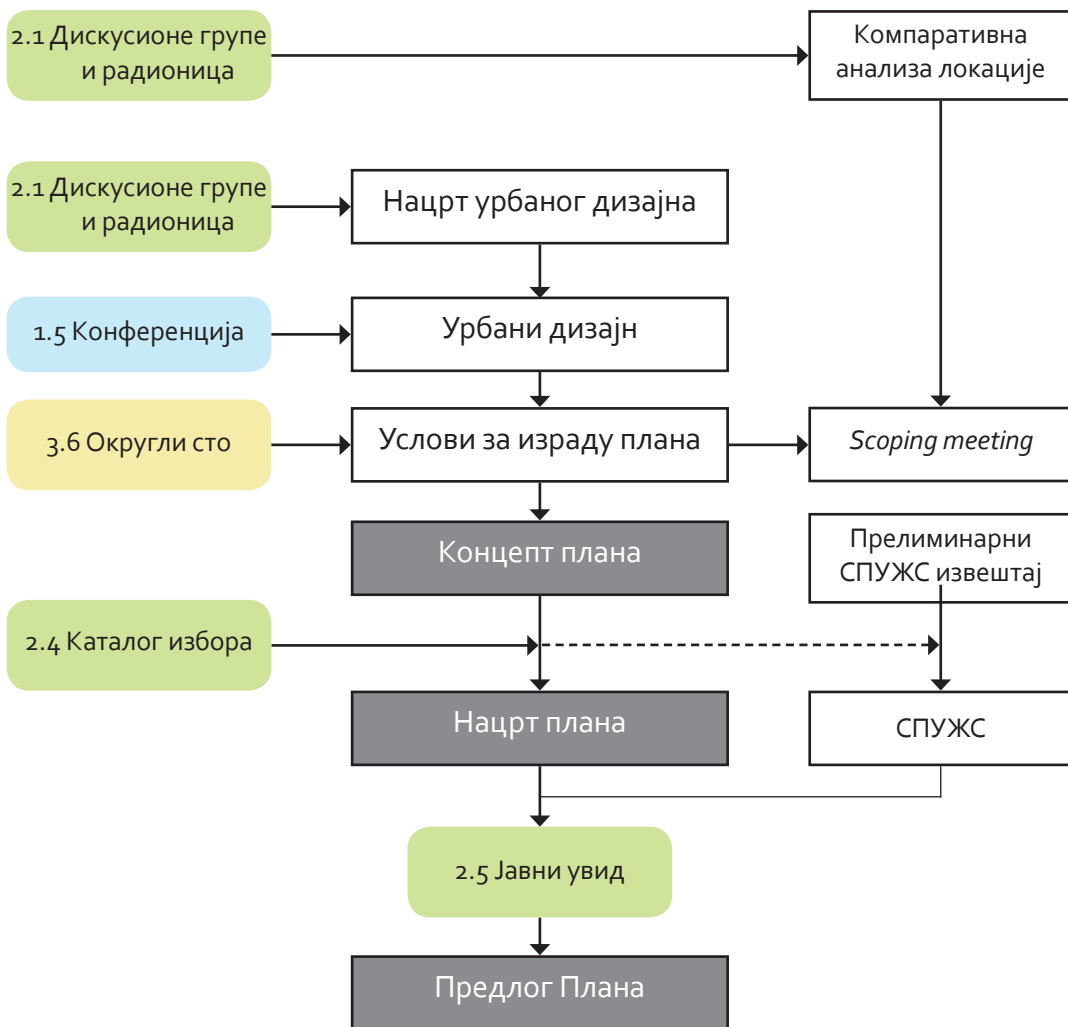 2.1 Дискусионе групе
и радионица
Компаративна
анализа локације
2.1 Дискусионе групе
и радионица
Нацрт урбаног дизајна
1.5 Конференција
Урбани дизајн
3.6 Округли сто
Услови за израду плана
Scoping meeting
Концепт плана
Прелиминарни
СПУЖС извештај
2.4 Каталог избора
Нацрт плана
СПУЖС
2.5 Јавни увид
Предлог Плана